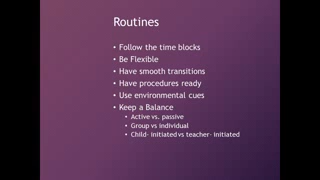 Routines
• Follow the time blocks
• Be Flexible
• Have smooth transitions
• Have procedures ready
• Use environmental cues
• Keep a Balance
• Active vs. passive
• Group vs individual
• Child- initiated vs teacher- initiated